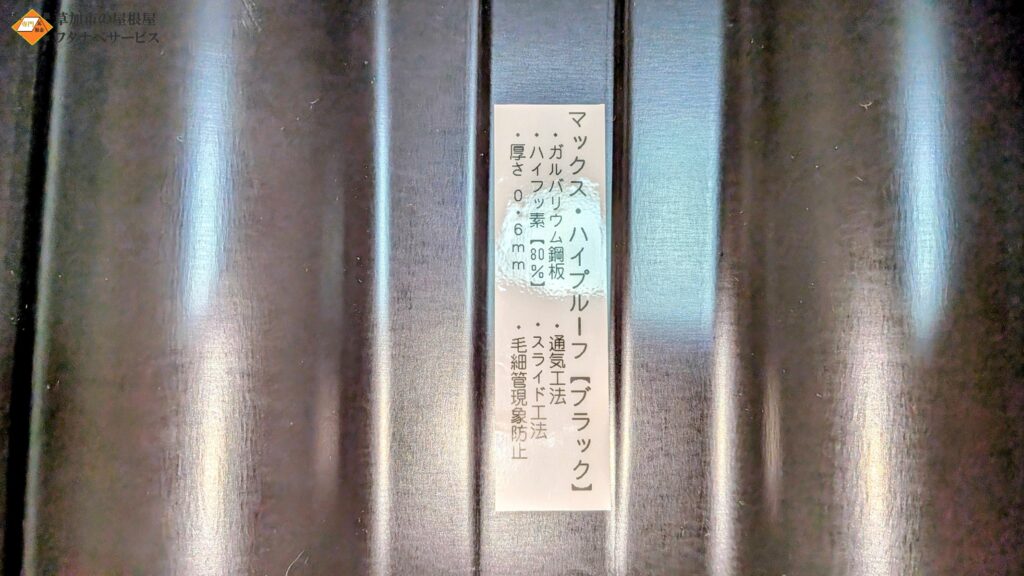 草加市の屋根屋
ワタナベサービス
マックス・ハイプルーフ【ブラック】
・ガルバリウム鋼板
・ハイフッ素【80%】
・厚さ 0.6mm
・通気工法
・スライド工法
・毛細管現象防止